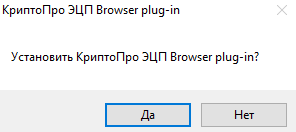 КриптоПро ЭЦП Browser plug-in
Установить КриптоПро ЭЦП Browser plug-in?
Да
Нет